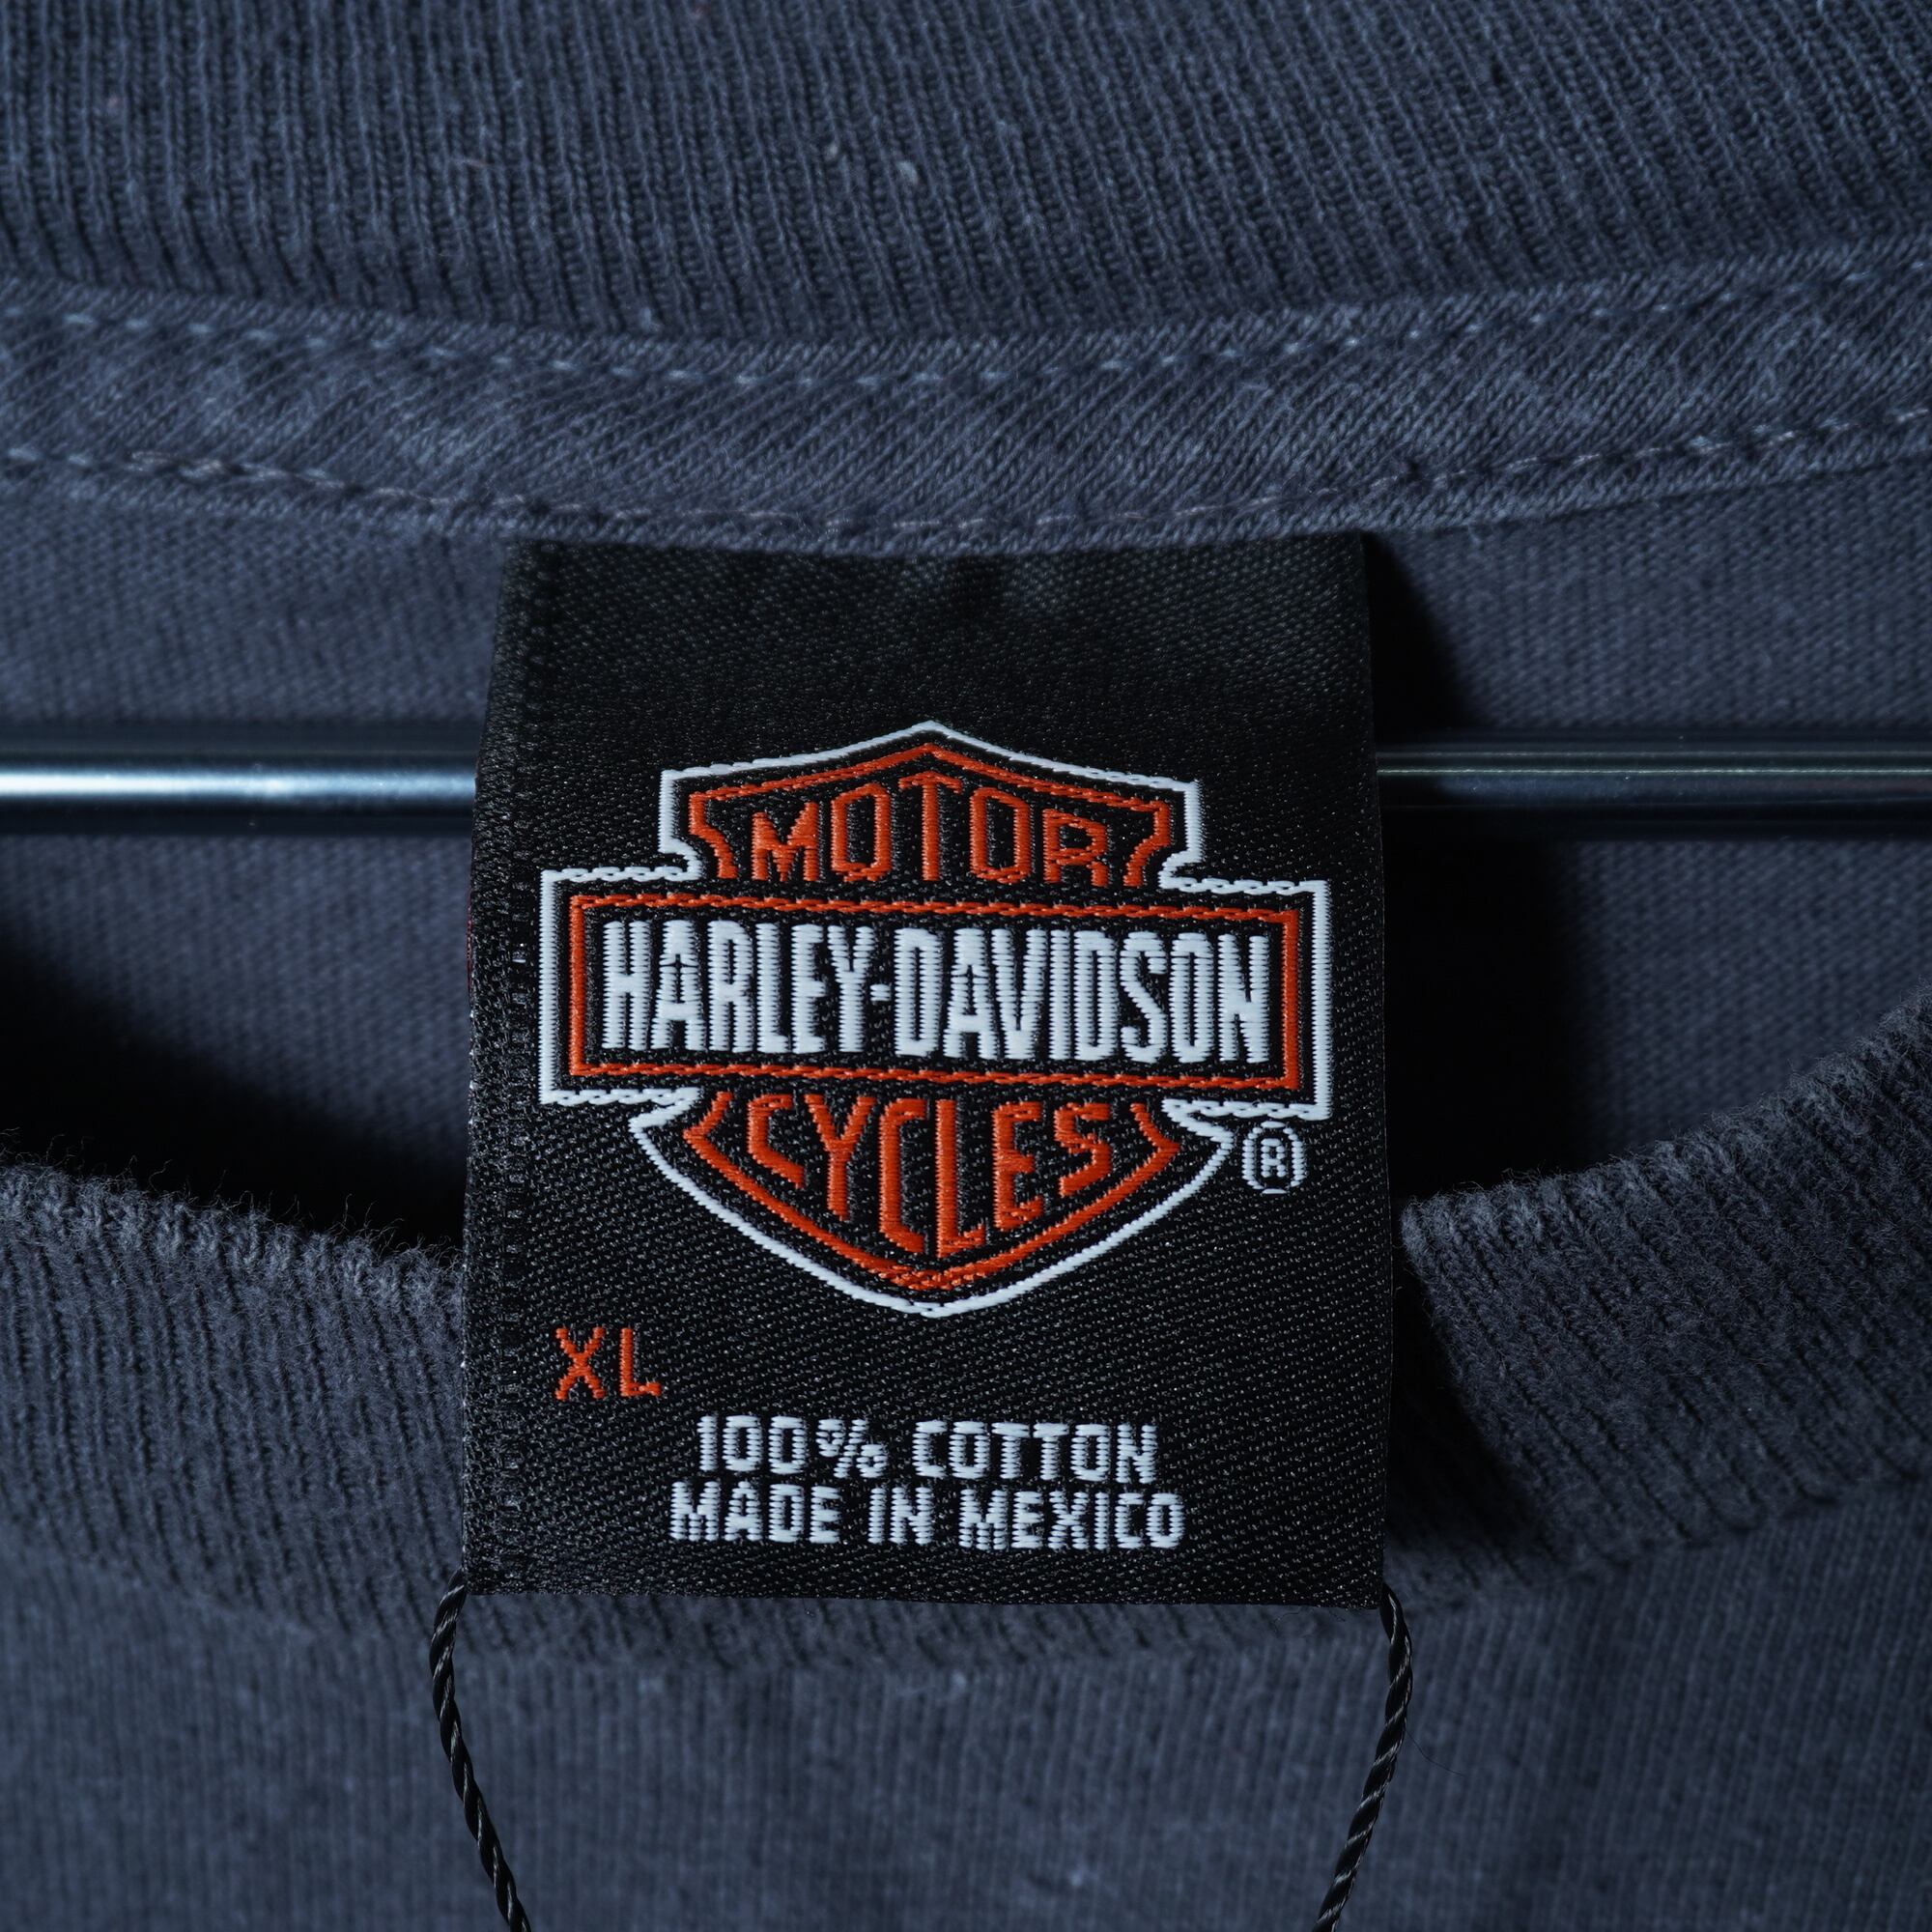 MOTOR
HARLEY-DAVIDSON
CYCLES
®
XL
100% COTTON
MADE IN MEXICO